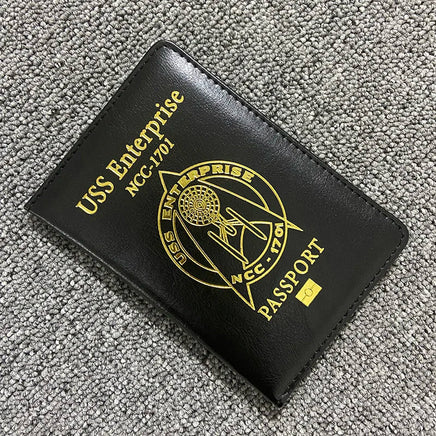 USS Enterprise
NCC-1701
USS ENTERPRISE
NCC - 1701
PASSPORT